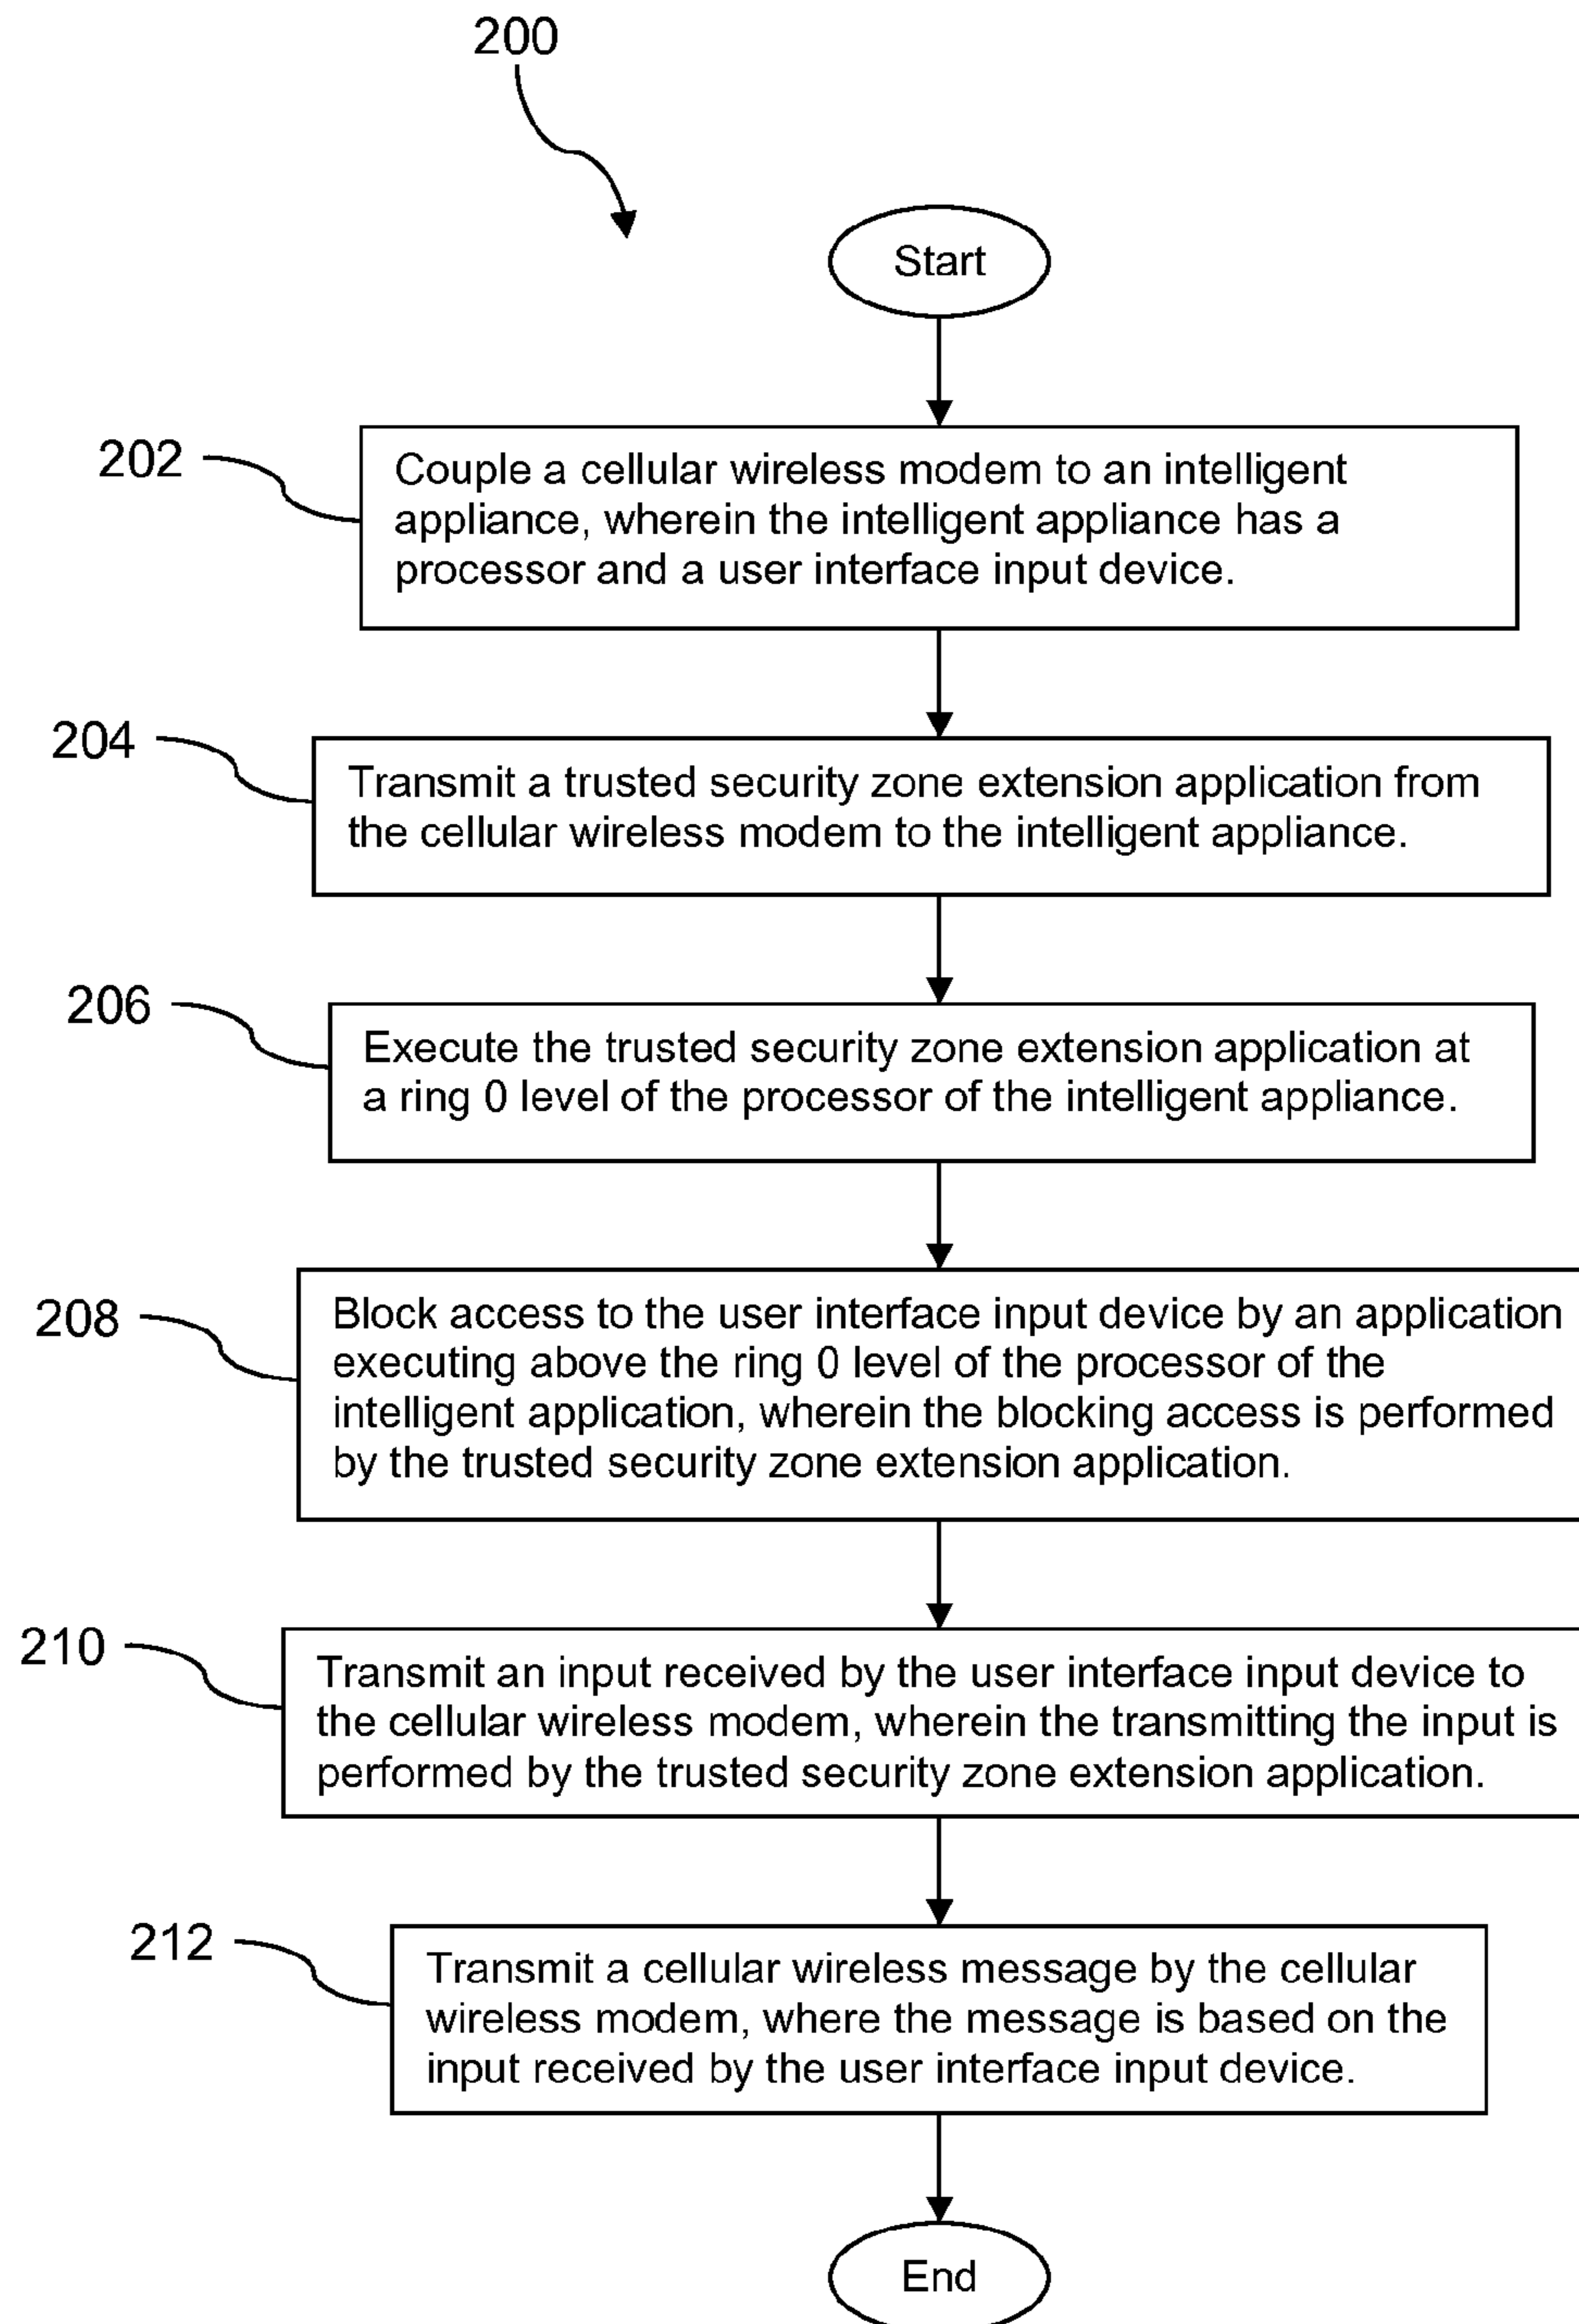 200
Start
202
Couple a cellular wireless modem to an intelligent
appliance, wherein the intelligent appliance has a
processor and a user interface input device.
204
Transmit a trusted security zone extension application from
the cellular wireless modem to the intelligent appliance.
206
Execute the trusted security zone extension application at
a ring 0 level of the processor of the intelligent appliance.
208
Block access to the user interface input device by an application
executing above the ring 0 level of the processor of the
intelligent application, wherein the blocking access is performed
by the trusted security zone extension application.
210
Transmit an input received by the user interface input device to
the cellular wireless modem, wherein the transmitting the input is
performed by the trusted security zone extension application.
212
Transmit a cellular wireless message by the cellular
wireless modem, where the message is based on the
input received by the user interface input device.
End